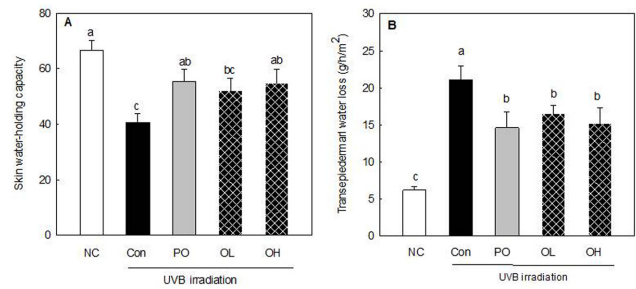 A
Skin water-holding capacity
80
60
40
20
0
a
c
ab
bc
ab
NC Con PO OL OH
UVB irradiation
B
Transepiedermarl water loss (g/h/m²)
30
25
20
15
10
5
0
c
a
b
b
b
NC Con PO OL OH
UVB irradiation